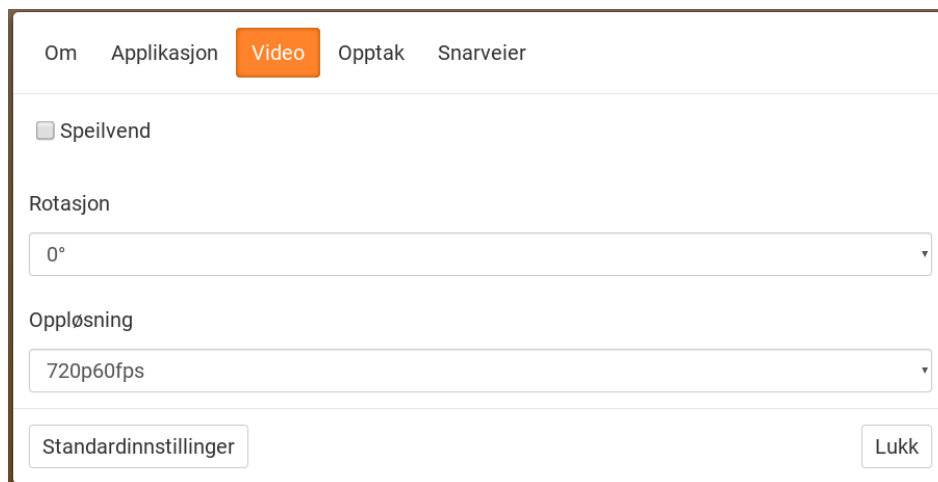 Om Applikasjon Video Opptak Snarveier
Speilvend
Rotasjon
0°
Oppløsning
720p60fps
Standardinnstillinger Lukk